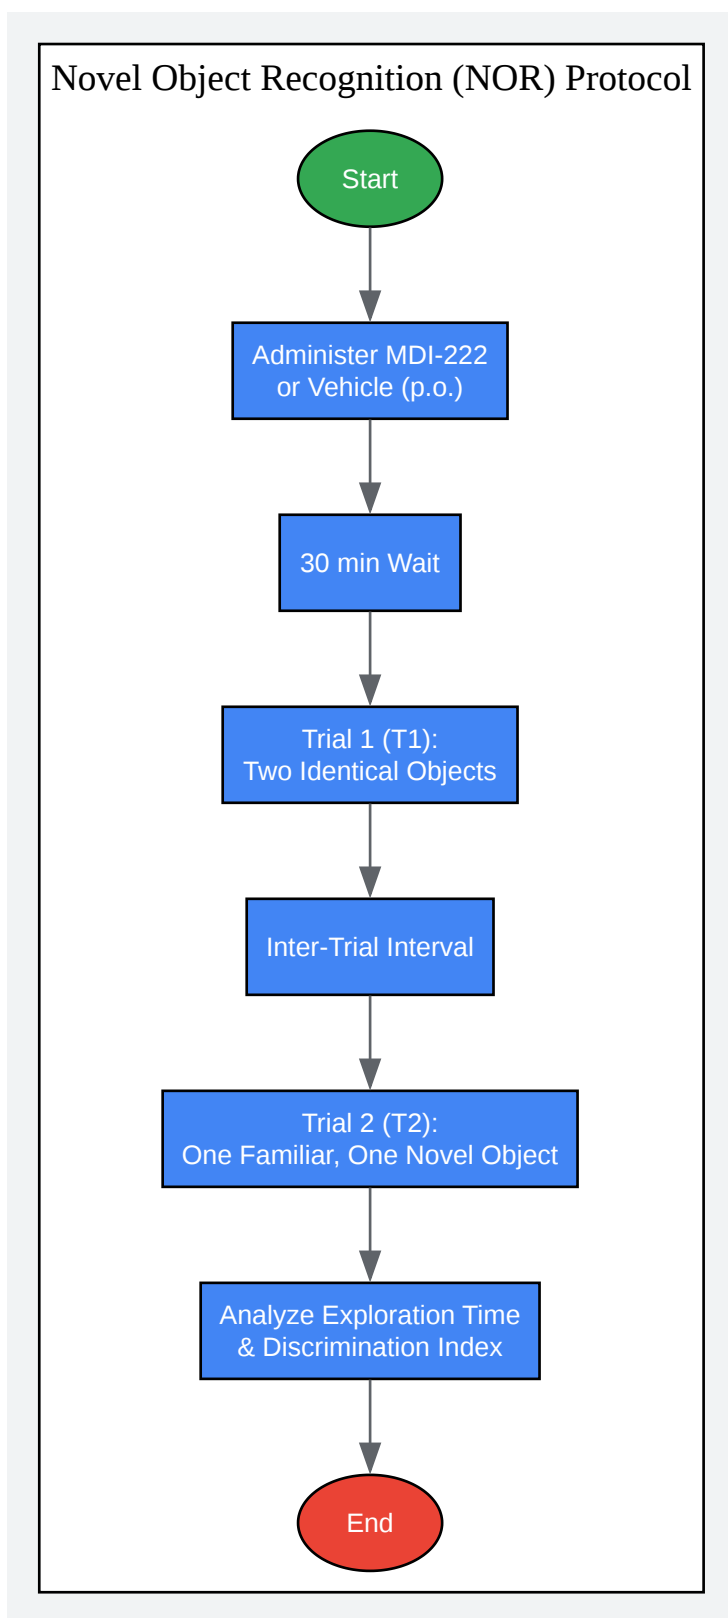 Novel Object Recognition (NOR) Protocol
Start
Administer MDI-222
or Vehicle (p.o.)
30 min Wait
Trial 1 (T1):
Two Identical Objects
Inter-Trial Interval
Trial 2 (T2):
One Familiar, One Novel Object
Analyze Exploration Time
& Discrimination Index
End